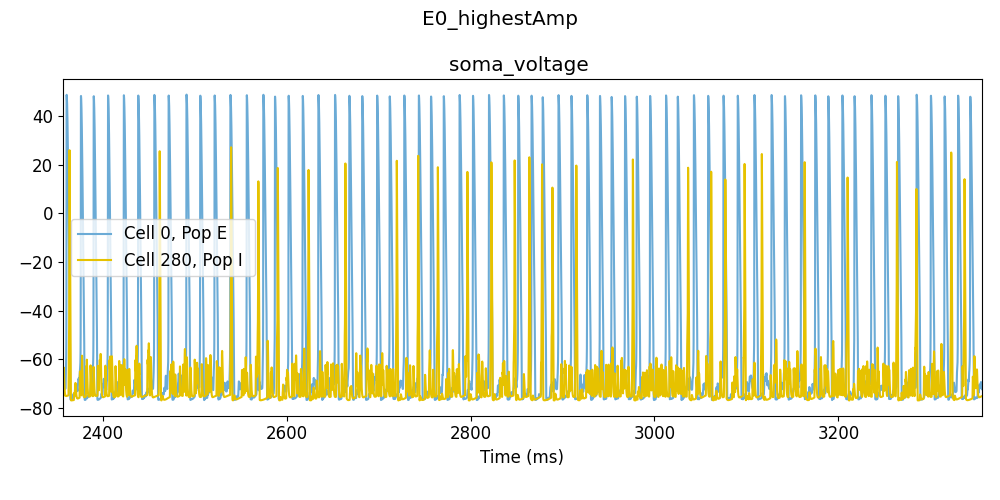 E0_highestAmp
soma_voltage
40
20
0
−20
−40
−60
−80
Cell 0, Pop E
Cell 280, Pop I
2400 2600 2800 3000 3200
Time (ms)